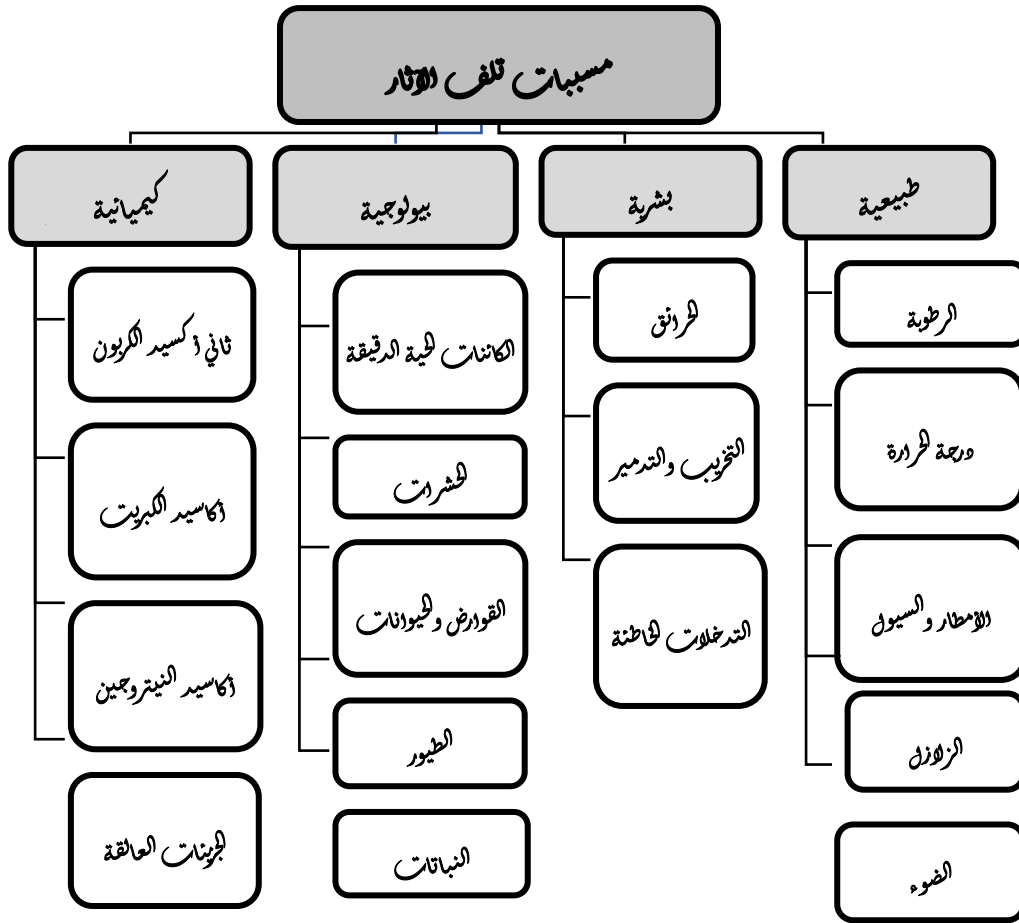 مسببات تلف الآثار
طبيعية
الرطوبة
درجة الحرارة
الأمطار والسيول
الزلازل
الضوء
بشرية
الحرائق
التخريب والتدمير
التدخلات الخاطئة
بيولوجية
الكائنات الحية الدقيقة
الحشرات
القوارض والحيوانات
الطيور
النباتات
كيميائية
ثاني أكسيد الكربون
أكاسيد الكبريت
أكاسيد النيتروجين
الجزيئات العالقة